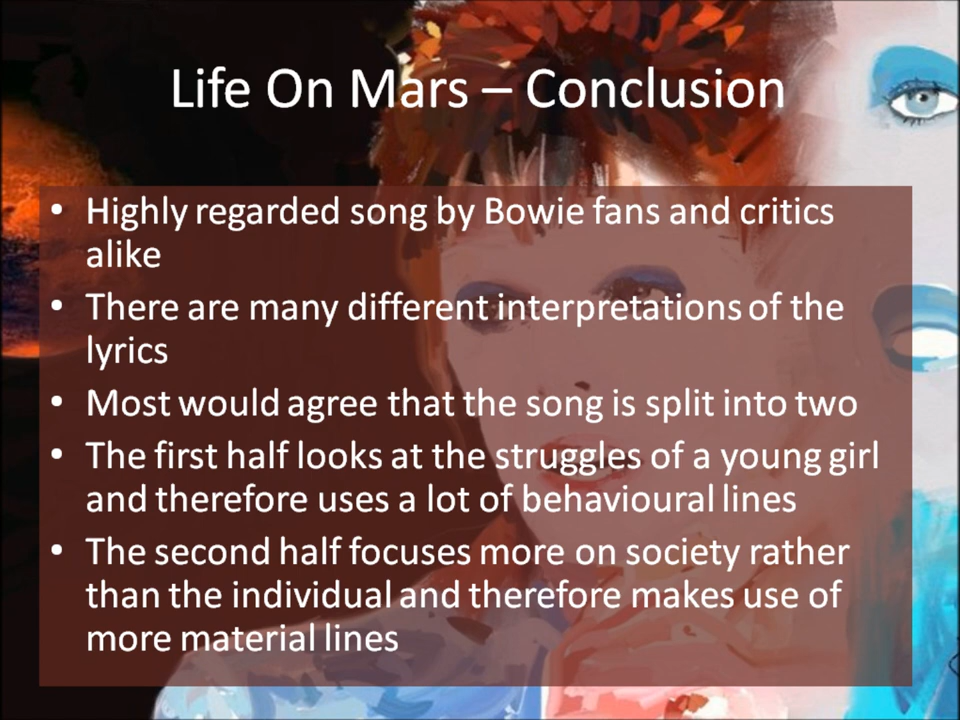 Life On Mars – Conclusion
• Highly regarded song by Bowie fans and critics
alike
• There are many different interpretations of the
lyrics
• Most would agree that the song is split into two
• The first half looks at the struggles of a young girl
and therefore uses a lot of behavioural lines
• The second half focuses more on society rather
than the individual and therefore makes use of
more material lines